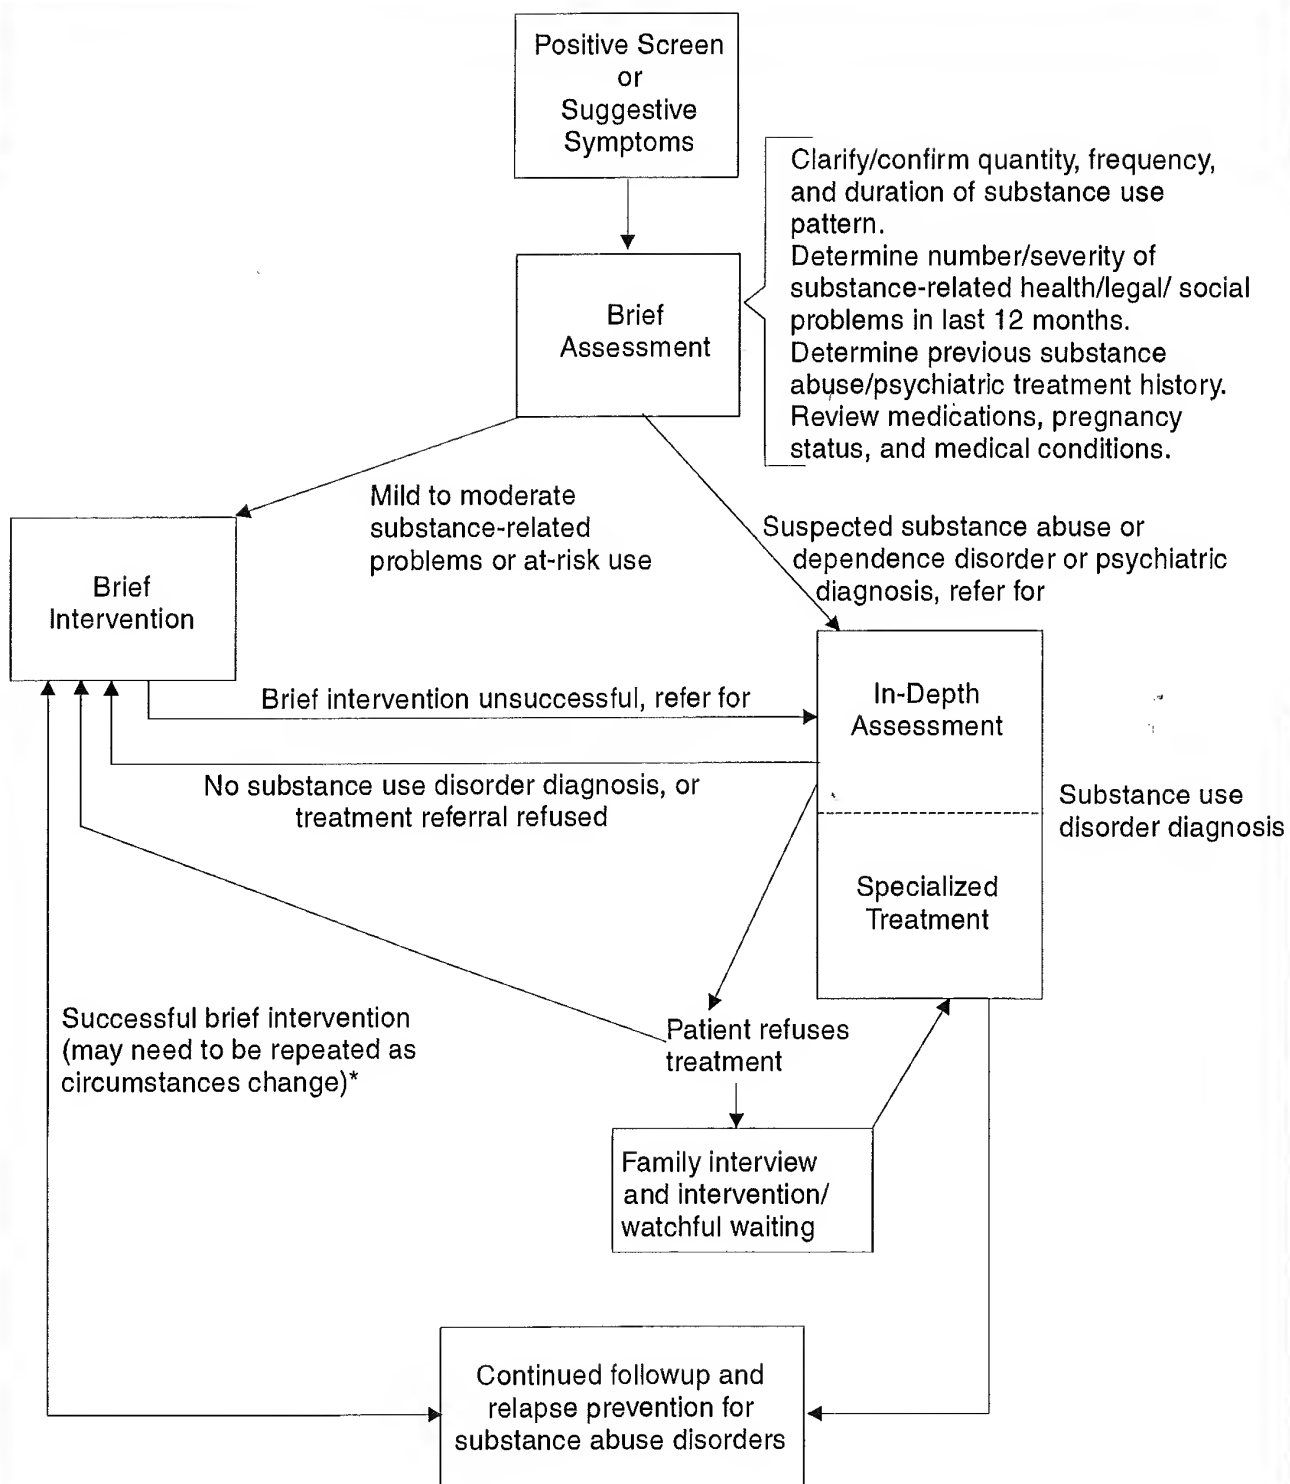 Positive Screen
or
Suggestive
Symptoms
Clarify/confirm quantity, frequency,
and duration of substance use
pattern.
Determine number/severity of
substance-related health/legal/ social
problems in last 12 months.
Determine previous substance
abuse/psychiatric treatment history.
Review medications, pregnancy
status, and medical conditions.
Brief
Assessment
Mild to moderate
substance-related
problems or at-risk use
Suspected substance abuse or
dependence disorder or psychiatric
diagnosis, refer for
Brief
Intervention
In-Depth
Assessment
Brief intervention unsuccessful, refer for
No substance use disorder diagnosis, or
treatment referral refused
Substance use
disorder diagnosis
Specialized
Treatment
Successful brief intervention
(may need to be repeated as
circumstances change)*
Patient refuses
treatment
Family interview
and intervention/
watchful waiting
Continued followup and
relapse prevention for
substance abuse disorders